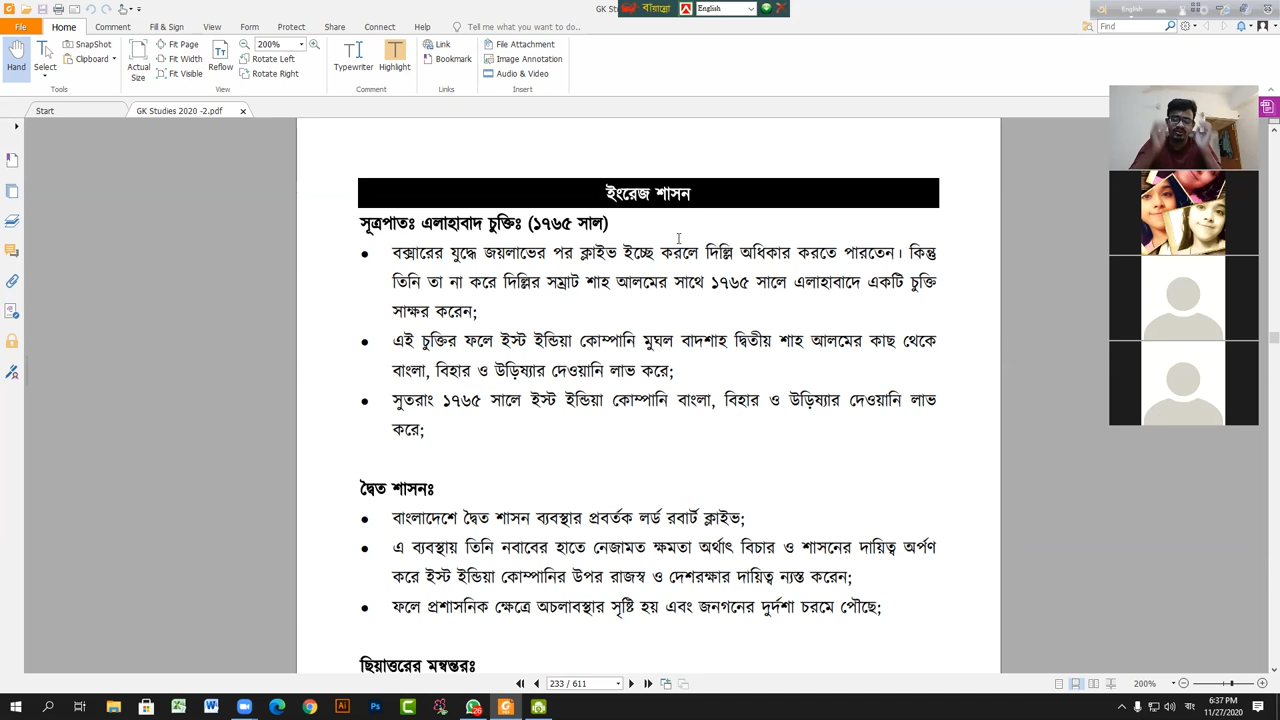 GK Stu
বায়ান্নো
English
English
File
Home
Comment
Fill & Sign
View
Form
Protect
Share
Connect
Help
Tell me what you want to do...
Find
Hand
Select
SnapShot
Clipboard
Actual Size
Fit Page
Fit Width
Fit Visible
Reflow
200%
Rotate Left
Rotate Right
Typewriter
Highlight
Link
Bookmark
File Attachment
Image Annotation
Audio & Video
Tools
View
Comment
Links
Insert
Start
GK Studies 2020 -2.pdf
ইংরেজ শাসন
সূত্রপাতঃ এলাহাবাদ চুক্তিঃ (১৭৬৫ সাল)
• বক্সারের যুদ্ধে জয়লাভের পর ক্লাইভ ইচ্ছে করলে দিল্লি অধিকার করতে পারতেন। কিন্তু
তিনি তা না করে দিল্লির সম্রাট শাহ আলমের সাথে ১৭৬৫ সালে এলাহাবাদে একটি চুক্তি
সাক্ষর করেন;
• এই চুক্তির ফলে ইস্ট ইন্ডিয়া কোম্পানি মুঘল বাদশাহ দ্বিতীয় শাহ আলমের কাছ থেকে
বাংলা, বিহার ও উড়িষ্যার দেওয়ানি লাভ করে;
• সুতরাং ১৭৬৫ সালে ইস্ট ইন্ডিয়া কোম্পানি বাংলা, বিহার ও উড়িষ্যার দেওয়ানি লাভ
করে;
দ্বৈত শাসনঃ
• বাংলাদেশে দ্বৈত শাসন ব্যবস্থার প্রবর্তক লর্ড রবার্ট ক্লাইভ;
• এ ব্যবস্থায় তিনি নবাবের হাতে নেজামত ক্ষমতা অর্থাৎ বিচার ও শাসনের দায়িত্ব অর্পণ
করে ইস্ট ইন্ডিয়া কোম্পানির উপর রাজস্ব ও দেশরক্ষার দায়িত্ব ন্যস্ত করেন;
• ফলে প্রশাসনিক ক্ষেত্রে অচলাবস্থার সৃষ্টি হয় এবং জনগনের দুর্দশা চরমে পৌছে;
ছিয়াত্তরের মন্বন্তরঃ
233 / 611
200%
26
বাং
6:37 PM
11/27/2020